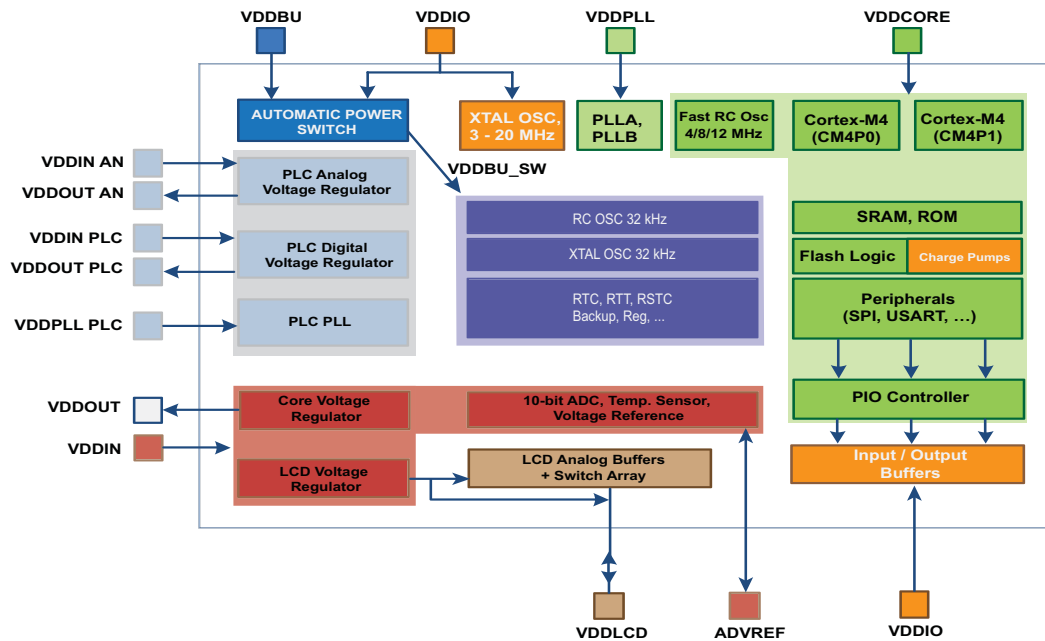 VDDBU
VDDIO
VDDPLL
VDDCORE
AUTOMATIC POWER
SWITCH
XTAL OSC,
3 - 20 MHz
PLLA,
PLLB
Fast RC Osc
4/8/12 MHz
Cortex-M4
(CM4P0)
Cortex-M4
(CM4P1)
VDDBU_SW
VDDIN AN
VDDOUT AN
PLC Analog
Voltage Regulator
VDDIN PLC
VDDOUT PLC
PLC Digital
Voltage Regulator
VDDPLL PLC
PLC PLL
RC OSC 32 kHz
XTAL OSC 32 kHz
RTC, RTT, RSTC
Backup, Reg, ...
SRAM, ROM
Flash Logic
Charge Pumps
Peripherals
(SPI, USART, …)
PIO Controller
Input / Output
Buffers
VDDOUT
VDDIN
Core Voltage
Regulator
10-bit ADC, Temp. Sensor,
Voltage Reference
LCD Voltage
Regulator
LCD Analog Buffers
+ Switch Array
VDDLCD
ADVREF
VDDIO